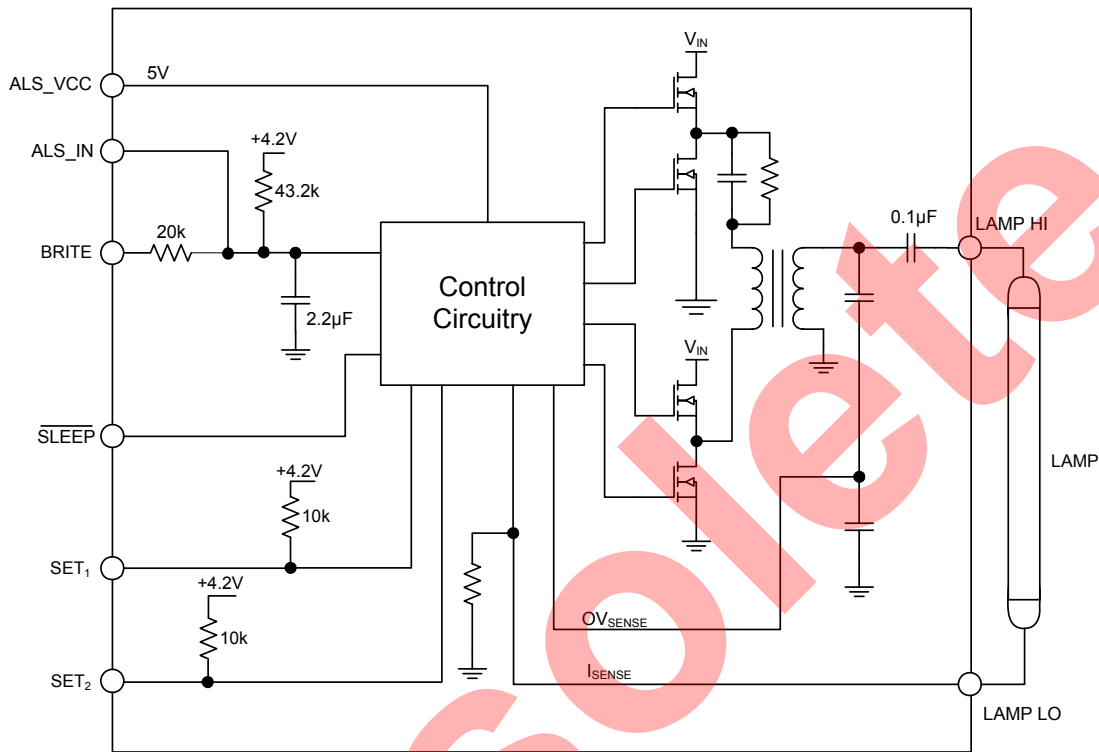 V_IN
ALS_VCC
5V
ALS_IN
+4.2V
43.2k
BRITE
20k
2.2µF
Control
Circuitry
0.1µF
LAMP HI
V_IN
SLEEP
LAMP
+4.2V
10k
SET₁
+4.2V
10k
OV_SENSE
SET₂
I_SENSE
LAMP LO
solete